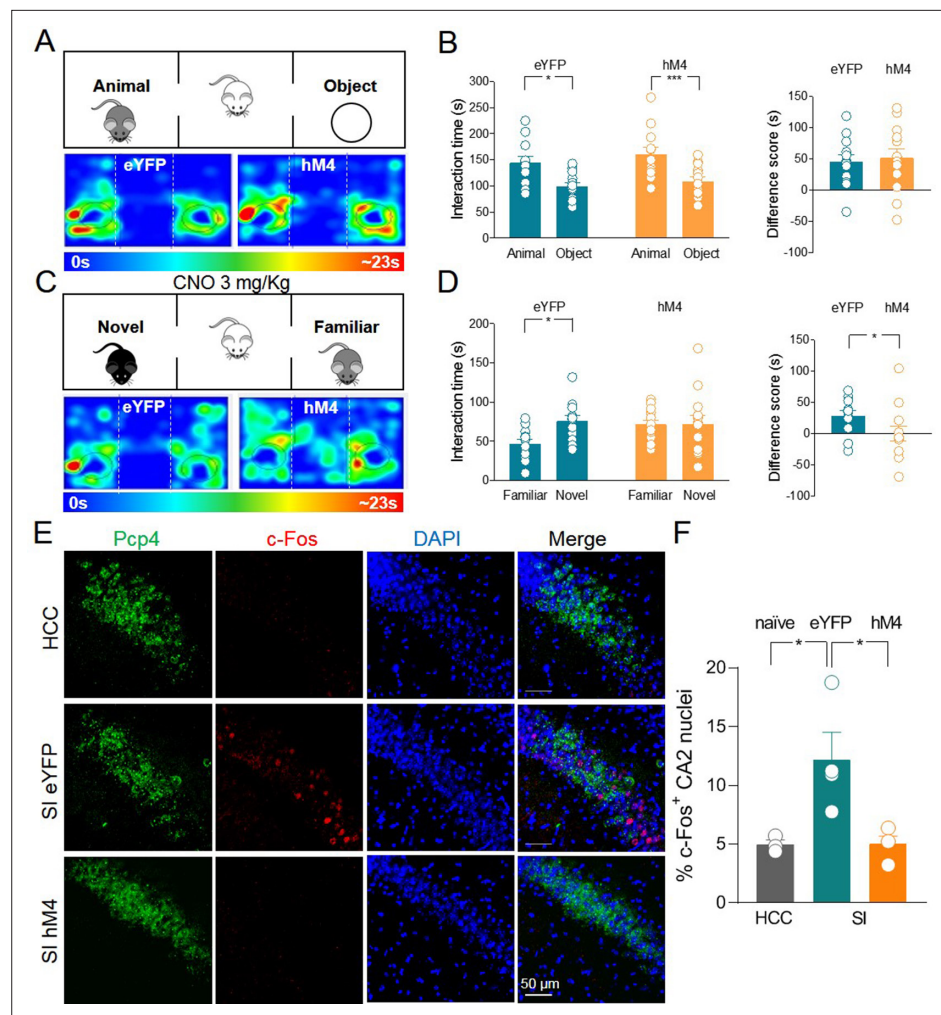 A
Animal
Object
eYFP
hM4
0s
~23s
B
eYFP
hM4
*
***
Interaction time (s)
300
250
200
150
100
50
0
Animal
Object
Animal
Object
eYFP
hM4
Difference score (s)
150
100
50
0
-50
-100
C
CNO 3 mg/Kg
Novel
Familiar
eYFP
hM4
0s
~23s
D
eYFP
hM4
*
Interaction time (s)
200
150
100
50
0
Familiar
Novel
Familiar
Novel
eYFP
hM4
*
Difference score (s)
150
100
50
0
-50
-100
E
Pcp4
c-Fos
DAPI
Merge
HCC
SI eYFP
SI hM4
50 µm
F
naïve
eYFP
hM4
*
*
% c-Fos⁺ CA2 nuclei
20
15
10
5
0
HCC
SI